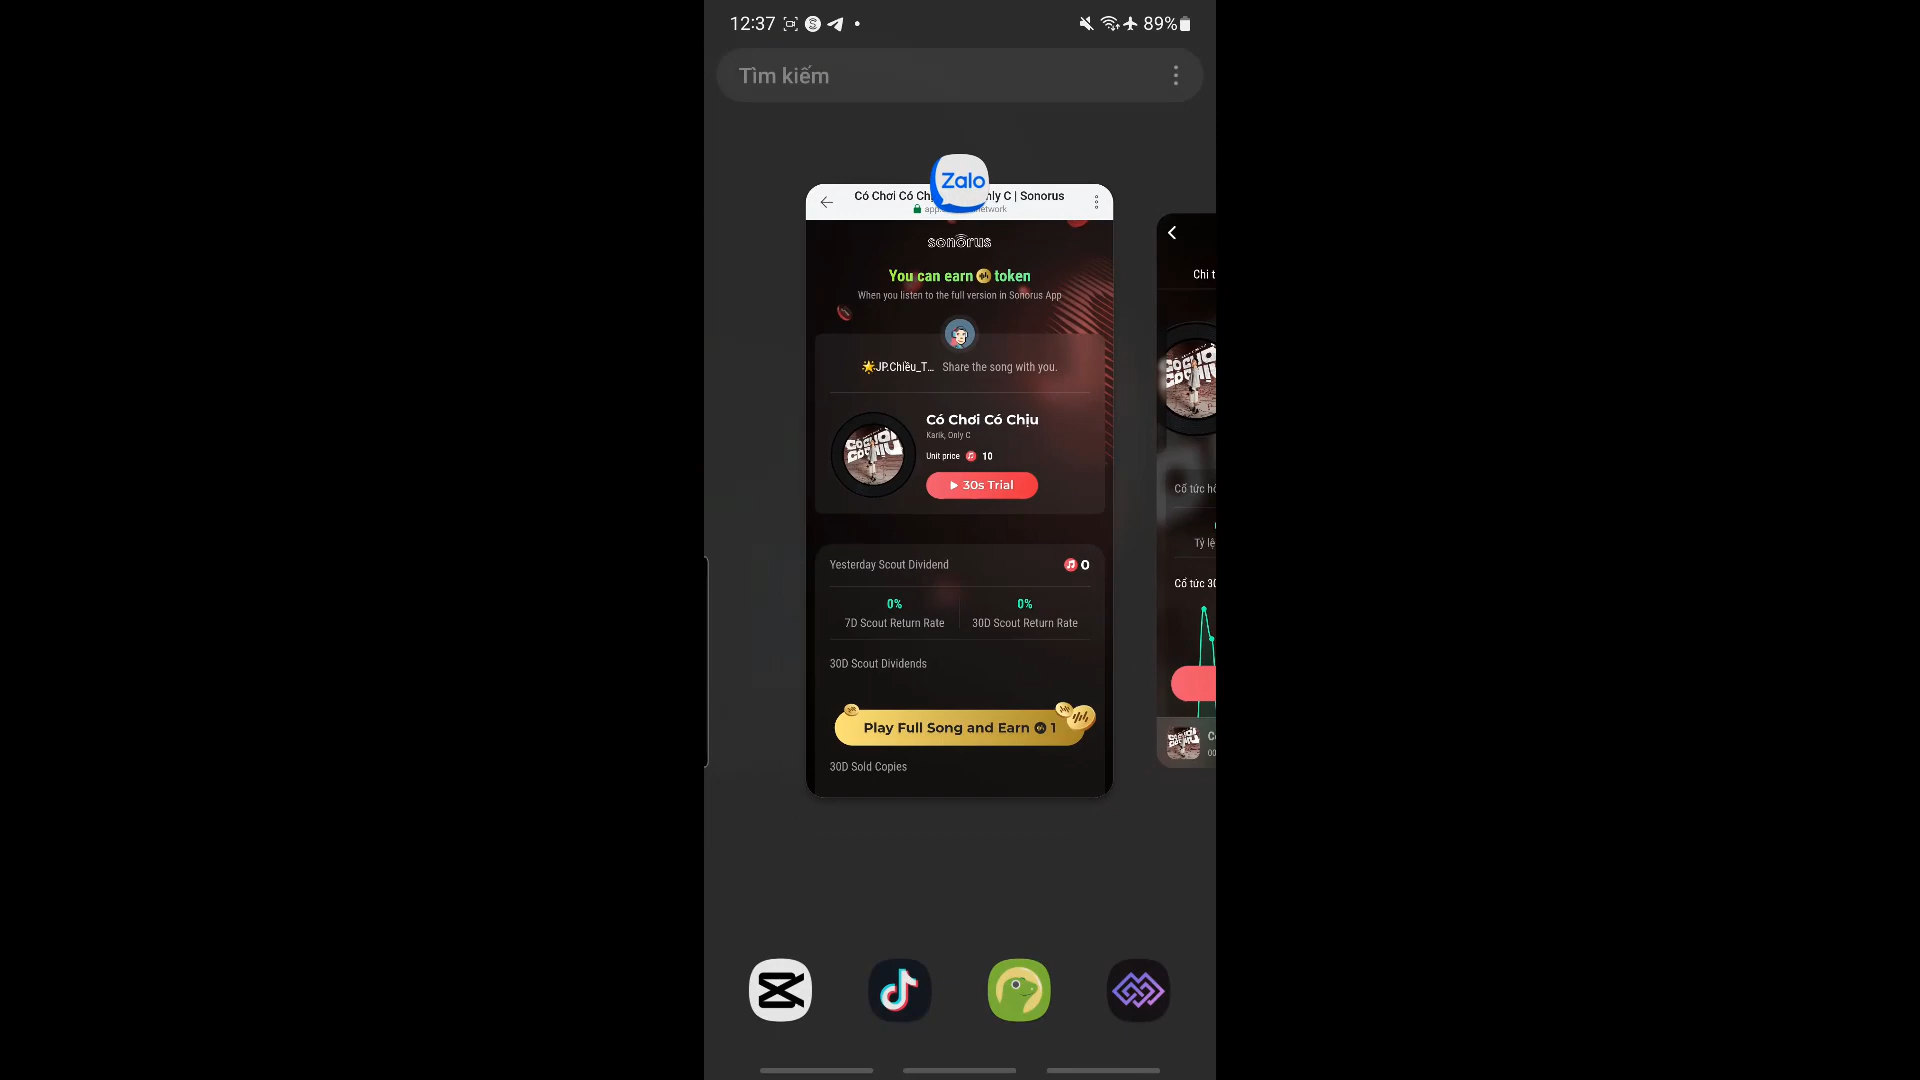 12:37
89%
Tìm kiếm
Zalo
Có Chơi Có Ch
nly C | Sonorus
app
etwork
sonorus
You can earn token
When you listen to the full version in Sonorus App
🌟JP.Chiều_T... Share the song with you.
Có Chơi Có Chịu
Karik, Only C
Unit price 10
30s Trial
Yesterday Scout Dividend 0
0% 0%
7D Scout Return Rate 30D Scout Return Rate
30D Scout Dividends
Play Full Song and Earn 1
30D Sold Copies
Chi t
Cổ tức h
Tỷ lệ
Cổ tức 30
C
00